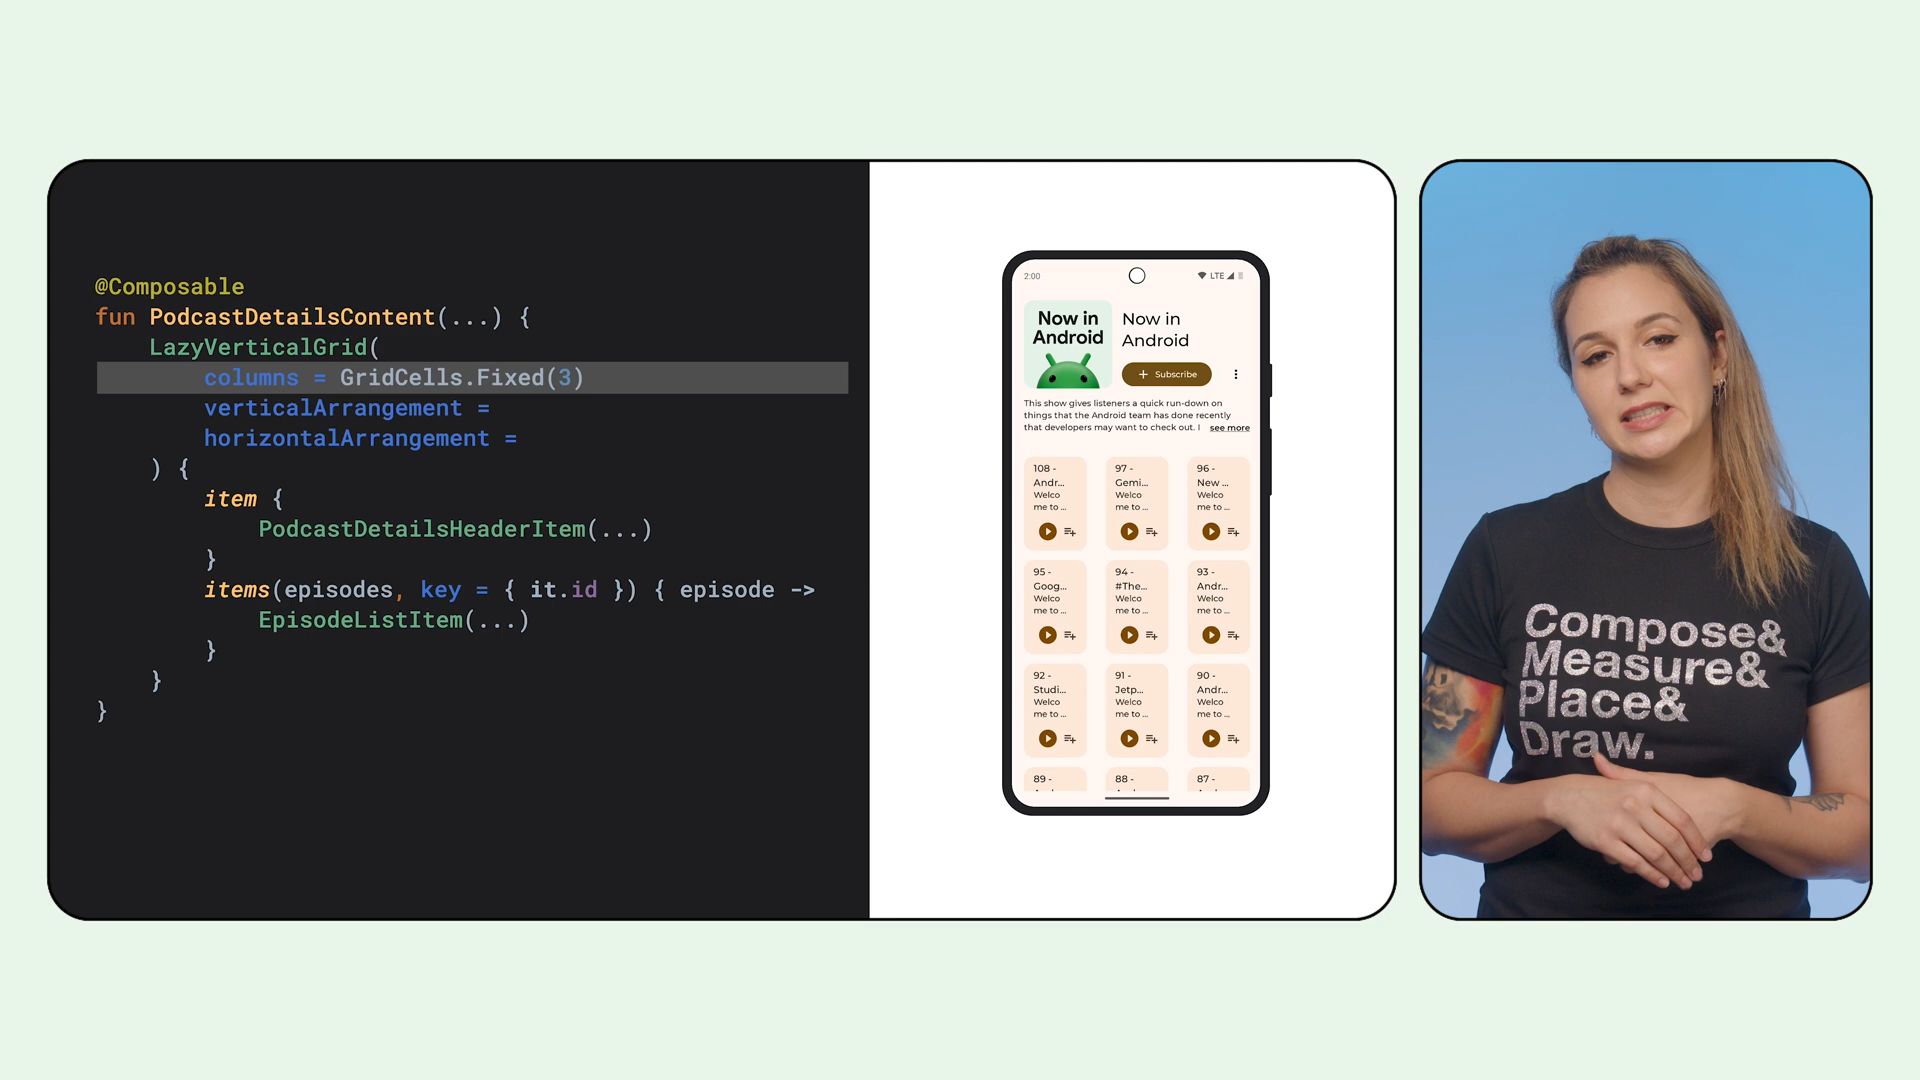 @Composable
fun PodcastDetailsContent(...) {
LazyVerticalGrid(
columns = GridCells.Fixed(3)
verticalArrangement =
horizontalArrangement =
) {
item {
PodcastDetailsHeaderItem(...)
}
items(episodes, key = { it.id }) { episode ->
EpisodeListItem(...)
}
}
}
2:00
LTE
Now in
Android
Now in
Android
+ Subscribe
This show gives listeners a quick run-down on
things that the Android team has done recently
that developers may want to check out. I see more
108 -
Andr...
Welco
me to ...
97 -
Gemi...
Welco
me to ...
96 -
New ...
Welco
me to ...
95 -
Goog...
Welco
me to ...
94 -
#The...
Welco
me to ...
93 -
Andr...
Welco
me to ...
92 -
Studi...
Welco
me to ...
91 -
Jetp...
Welco
me to ...
90 -
Andr...
Welco
me to ...
89 -
88 -
87 -
Compose&
Measure&
Place&
Draw.